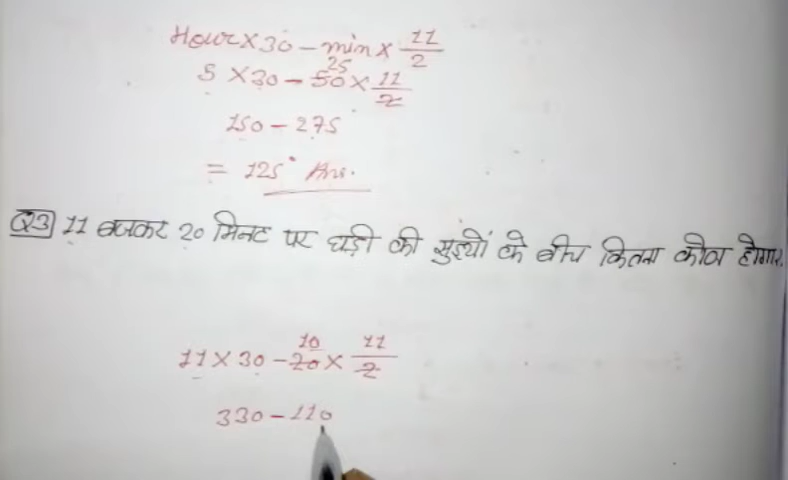 Hour × 30 - min × 11/2
5 × 30 - 50 × 11/2
25
150 - 275
= 125° Ans.
Q3 11 बजकर 20 मिनट पर घड़ी की सुइयों के बीच कितना कोण होगा.
11 × 30 - 20 × 11/2
10
330 - 110